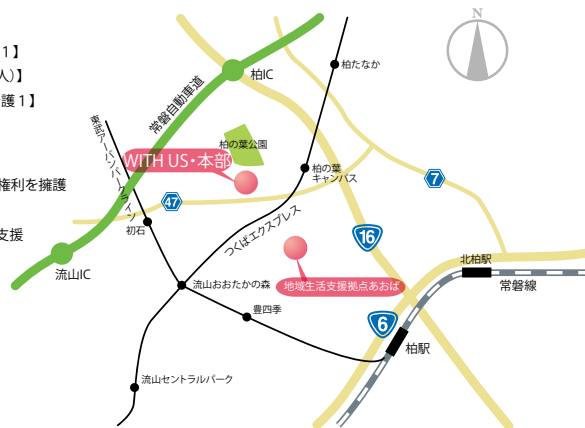 1】
人)】
護1】
権利を擁護
支援
N
柏たなか
柏IC
常磐自動車道
東武アーバンパークライン
柏の葉公園
WITH US・本部
柏の葉
キャンパス
7
47
初石
つくばエクスプレス
16
北柏駅
流山IC
流山おおたかの森
地域生活支援拠点あおば
常磐線
豊四季
6
柏駅
流山セントラルパーク